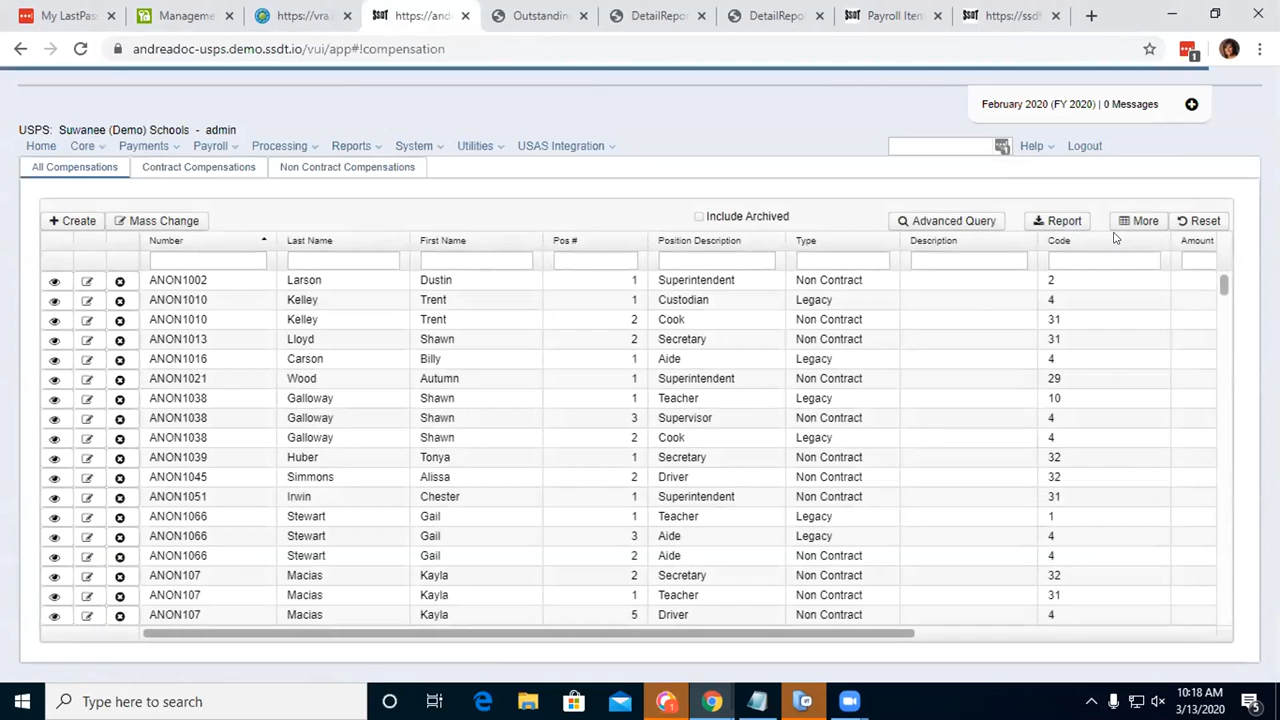 My LastPas
Management
https://vra.
https://and
Outstanding
DetailRepor
DetailRepor
Payroll Item
https://ssdt
andreadoc-usps.demo.ssdt.io/vui/app#!compensation
1
February 2020 (FY 2020) | 0 Messages
USPS: Suwanee (Demo) Schools - admin
Home Core Payments Payroll Processing Reports System Utilities USAS Integration Help Logout
All Compensations Contract Compensations Non Contract Compensations
Create Mass Change Include Archived Advanced Query Report More Reset
Number Last Name First Name Pos # Position Description Type Description Code Amount
ANON1002 Larson Dustin 1 Superintendent Non Contract 2
ANON1010 Kelley Trent 1 Custodian Legacy 4
ANON1010 Kelley Trent 2 Cook Non Contract 31
ANON1013 Lloyd Shawn 2 Secretary Non Contract 31
ANON1016 Carson Billy 1 Aide Legacy 4
ANON1021 Wood Autumn 1 Superintendent Non Contract 29
ANON1038 Galloway Shawn 1 Teacher Legacy 10
ANON1038 Galloway Shawn 3 Supervisor Non Contract 4
ANON1038 Galloway Shawn 2 Cook Legacy 4
ANON1039 Huber Tonya 1 Secretary Non Contract 32
ANON1045 Simmons Alissa 2 Driver Non Contract 32
ANON1051 Irwin Chester 1 Superintendent Non Contract 31
ANON1066 Stewart Gail 1 Teacher Legacy 1
ANON1066 Stewart Gail 3 Aide Legacy 4
ANON1066 Stewart Gail 2 Aide Non Contract 4
ANON107 Macias Kayla 2 Secretary Non Contract 32
ANON107 Macias Kayla 1 Teacher Non Contract 31
ANON107 Macias Kayla 5 Driver Non Contract 4
Type here to search
10:18 AM
3/13/2020
5